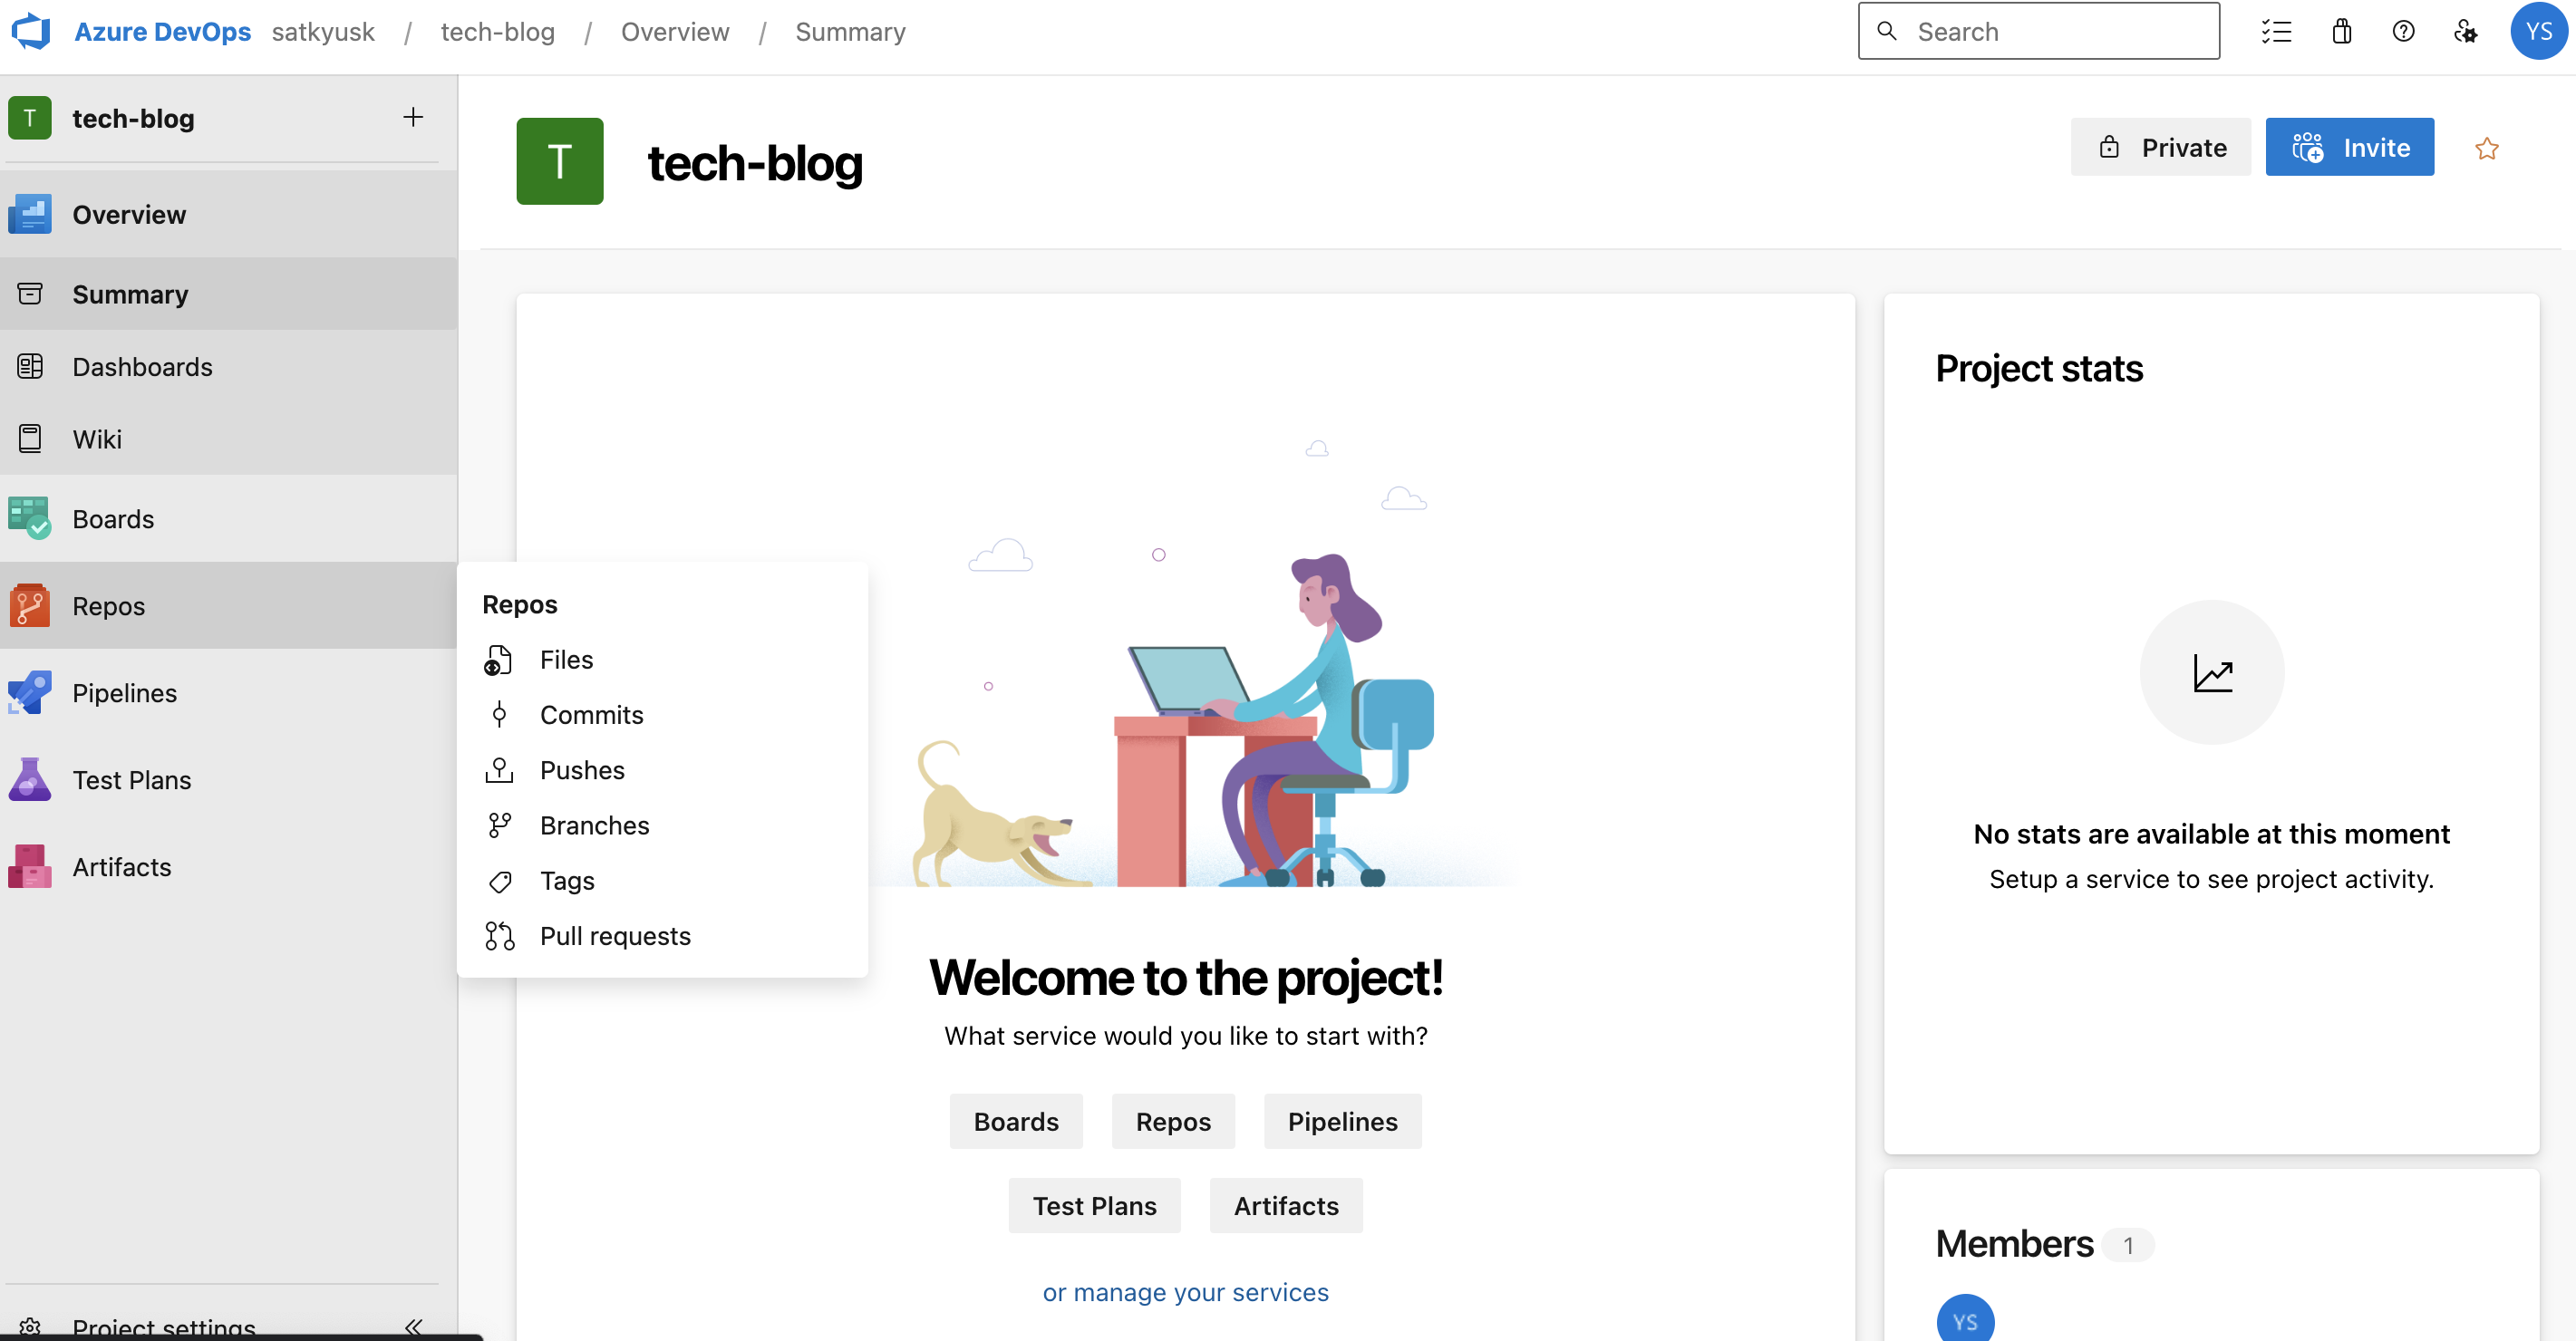 Azure DevOps satkyusk / tech-blog / Overview / Summary
Search
YS
T tech-blog
Overview
Summary
Dashboards
Wiki
Boards
Repos
Pipelines
Test Plans
Artifacts
Project settings
Repos
Files
Commits
Pushes
Branches
Tags
Pull requests
T tech-blog
Private
Invite
Welcome to the project!
What service would you like to start with?
Boards Repos Pipelines
Test Plans Artifacts
or manage your services
Project stats
No stats are available at this moment
Setup a service to see project activity.
Members 1
YS